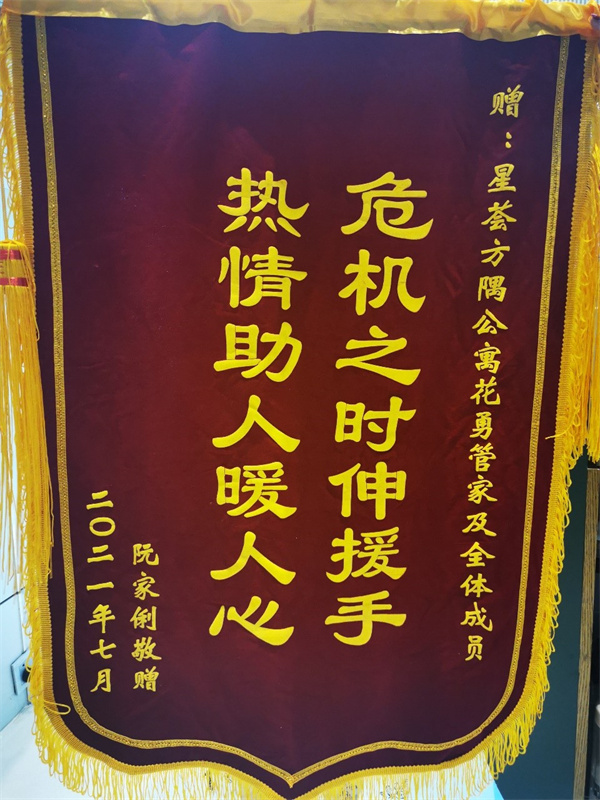 赠：星荟方隅公寓花勇管家及全体成员
危机之时伸援手
热情助人暖人心
阮家俐敬赠
二〇二一年七月